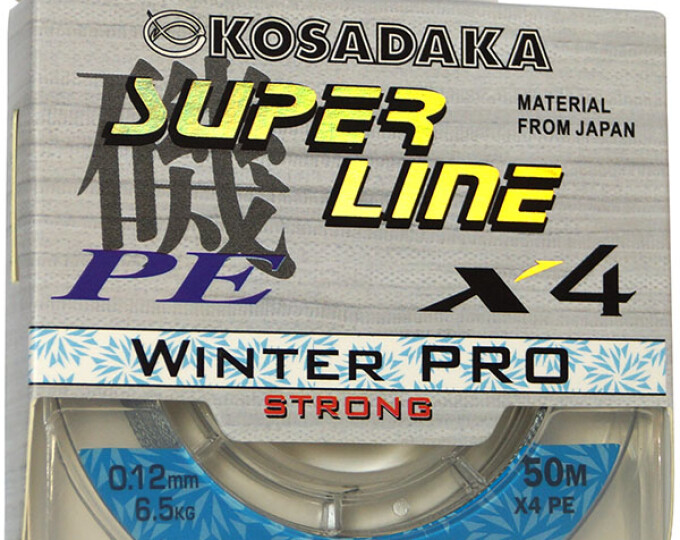 KOSADAKA
磯
SUPER
LINE
MATERIAL
FROM JAPAN
PE
X4
WINTER PRO
STRONG
0.12mm
6.5KG
50M
X4 PE